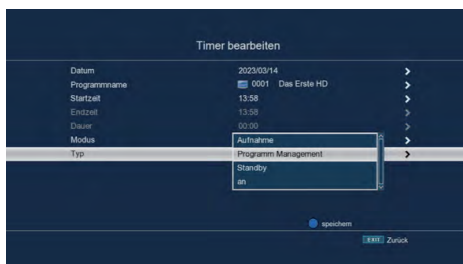 Timer bearbeiten
Datum 2023/03/14
Programmname 0001 Das Erste HD
Startzeit 13:58
Endzeit 13:58
Dauer 00:00
Modus Aufnahme
Typ Programm Management
Standby
an
speichern
EXIT Zurück